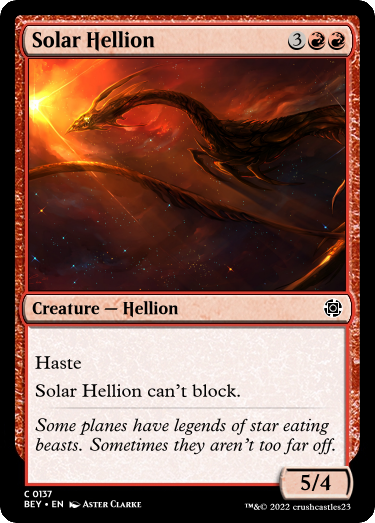 Solar Hellion 3
Creature — Hellion
Haste
Solar Hellion can't block.
Some planes have legends of star eating
beasts. Sometimes they aren't too far off.
5/4
C 0137
BEY • EN Aster Clarke
™& © 2022 crushcastles23